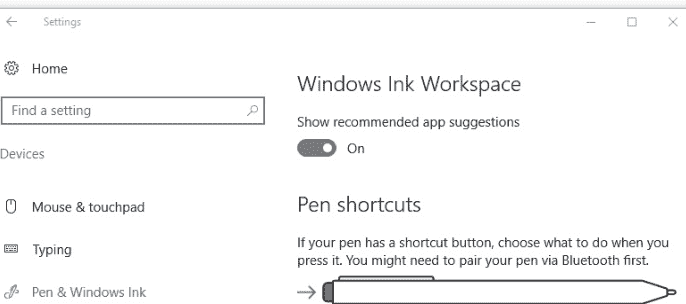 Settings
Home
Find a setting
Devices
Mouse & touchpad
Typing
Pen & Windows Ink
Windows Ink Workspace
Show recommended app suggestions
On
Pen shortcuts
If your pen has a shortcut button, choose what to do when you
press it. You might need to pair your pen via Bluetooth first.